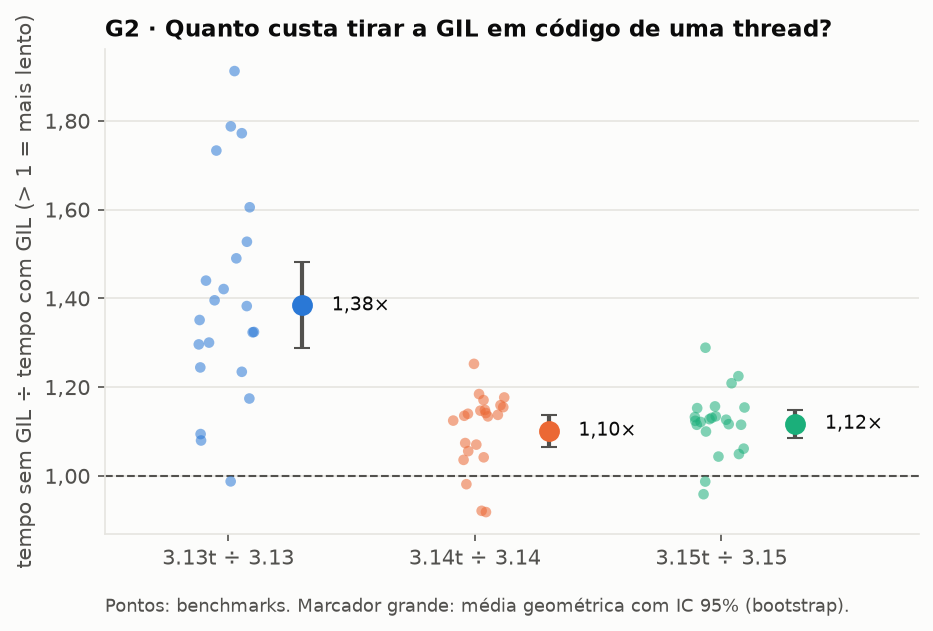 G2 · Quanto custa tirar a GIL em código de uma thread?
tempo sem GIL ÷ tempo com GIL (> 1 = mais lento)
1,80
1,60
1,40
1,20
1,00
1,38×
1,10×
1,12×
3.13t ÷ 3.13
3.14t ÷ 3.14
3.15t ÷ 3.15
Pontos: benchmarks. Marcador grande: média geométrica com IC 95% (bootstrap).